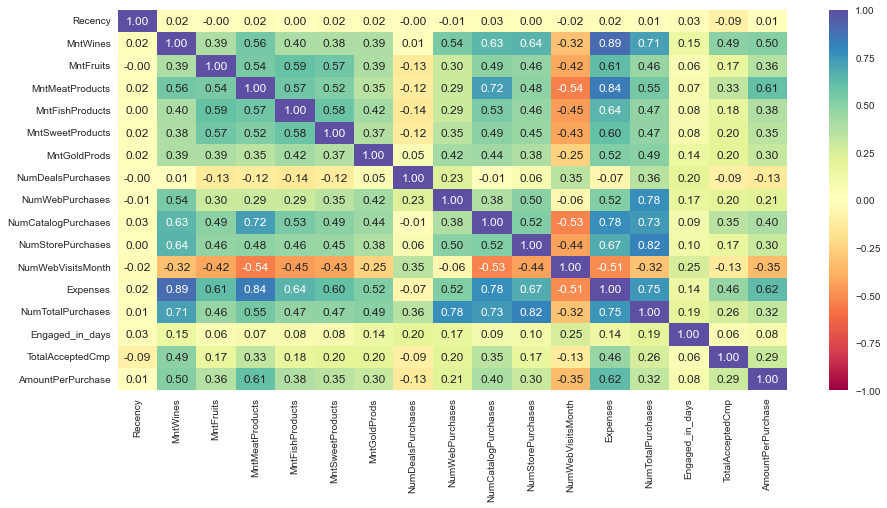 Recency 1.00 0.02 -0.00 0.02 0.00 0.02 0.02 -0.00 -0.01 0.03 0.00 -0.02 0.02 0.01 0.03 -0.09 0.01
MntWines 0.02 1.00 0.39 0.56 0.40 0.38 0.39 0.01 0.54 0.63 0.64 -0.32 0.89 0.71 0.15 0.49 0.50
MntFruits -0.00 0.39 1.00 0.54 0.59 0.57 0.39 -0.13 0.30 0.49 0.46 -0.42 0.61 0.46 0.06 0.17 0.36
MntMeatProducts 0.02 0.56 0.54 1.00 0.57 0.52 0.35 -0.12 0.29 0.72 0.48 -0.54 0.84 0.55 0.07 0.33 0.61
MntFishProducts 0.00 0.40 0.59 0.57 1.00 0.58 0.42 -0.14 0.29 0.53 0.46 -0.45 0.64 0.47 0.08 0.18 0.38
MntSweetProducts 0.02 0.38 0.57 0.52 0.58 1.00 0.37 -0.12 0.35 0.49 0.45 -0.43 0.60 0.47 0.08 0.20 0.35
MntGoldProds 0.02 0.39 0.39 0.35 0.42 0.37 1.00 0.05 0.42 0.44 0.38 -0.25 0.52 0.49 0.14 0.20 0.30
NumDealsPurchases -0.00 0.01 -0.13 -0.12 -0.14 -0.12 0.05 1.00 0.23 -0.01 0.06 0.35 -0.07 0.36 0.20 -0.09 -0.13
NumWebPurchases -0.01 0.54 0.30 0.29 0.29 0.35 0.42 0.23 1.00 0.38 0.50 -0.06 0.52 0.78 0.17 0.20 0.21
NumCatalogPurchases 0.03 0.63 0.49 0.72 0.53 0.49 0.44 -0.01 0.38 1.00 0.52 -0.53 0.78 0.73 0.09 0.35 0.40
NumStorePurchases 0.00 0.64 0.46 0.48 0.46 0.45 0.38 0.06 0.50 0.52 1.00 -0.44 0.67 0.82 0.10 0.17 0.30
NumWebVisitsMonth -0.02 -0.32 -0.42 -0.54 -0.45 -0.43 -0.25 0.35 -0.06 -0.53 -0.44 1.00 -0.51 -0.32 0.25 -0.13 -0.35
Expenses 0.02 0.89 0.61 0.84 0.64 0.60 0.52 -0.07 0.52 0.78 0.67 -0.51 1.00 0.75 0.14 0.46 0.62
NumTotalPurchases 0.01 0.71 0.46 0.55 0.47 0.47 0.49 0.36 0.78 0.73 0.82 -0.32 0.75 1.00 0.19 0.26 0.32
Engaged_in_days 0.03 0.15 0.06 0.07 0.08 0.08 0.14 0.20 0.17 0.09 0.10 0.25 0.14 0.19 1.00 0.06 0.08
TotalAcceptedCmp -0.09 0.49 0.17 0.33 0.18 0.20 0.20 -0.09 0.20 0.35 0.17 -0.13 0.46 0.26 0.06 1.00 0.29
AmountPerPurchase 0.01 0.50 0.36 0.61 0.38 0.35 0.30 -0.13 0.21 0.40 0.30 -0.35 0.62 0.32 0.08 0.29 1.00
Recency
MntWines
MntFruits
MntMeatProducts
MntFishProducts
MntSweetProducts
MntGoldProds
NumDealsPurchases
NumWebPurchases
NumCatalogPurchases
NumStorePurchases
NumWebVisitsMonth
Expenses
NumTotalPurchases
Engaged_in_days
TotalAcceptedCmp
AmountPerPurchase
1.00
0.75
0.50
0.25
0.00
−0.25
−0.50
−0.75
−1.00